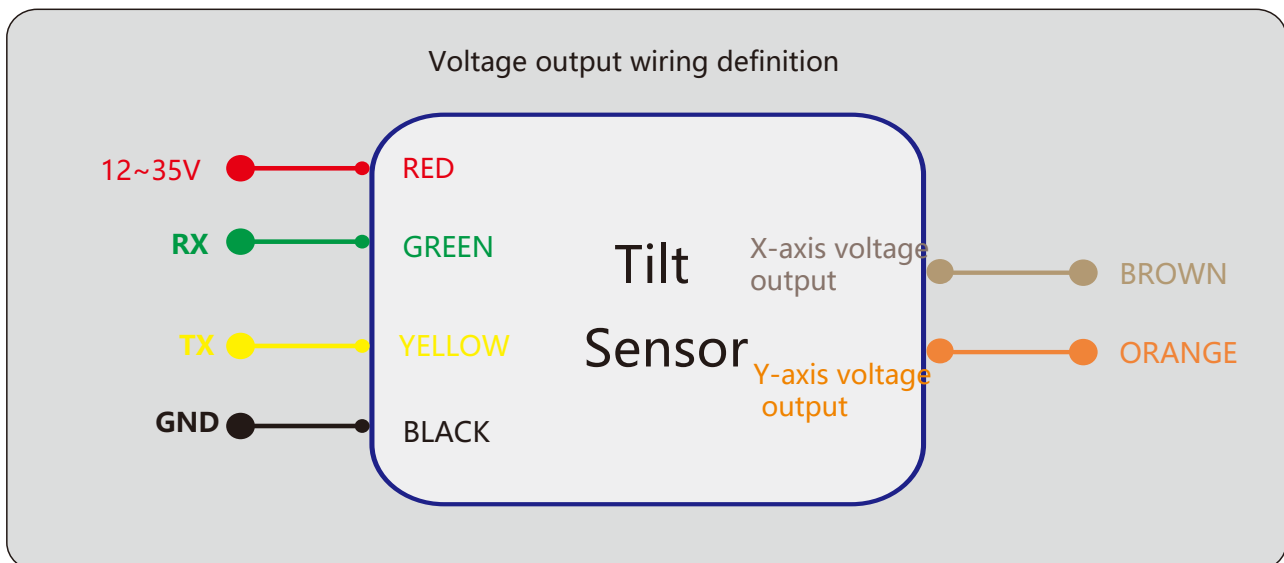 Voltage output wiring definition
12~35V
RED
RX
GREEN
TX
YELLOW
GND
BLACK
Tilt
Sensor
X-axis voltage
output
BROWN
Y-axis voltage
output
ORANGE